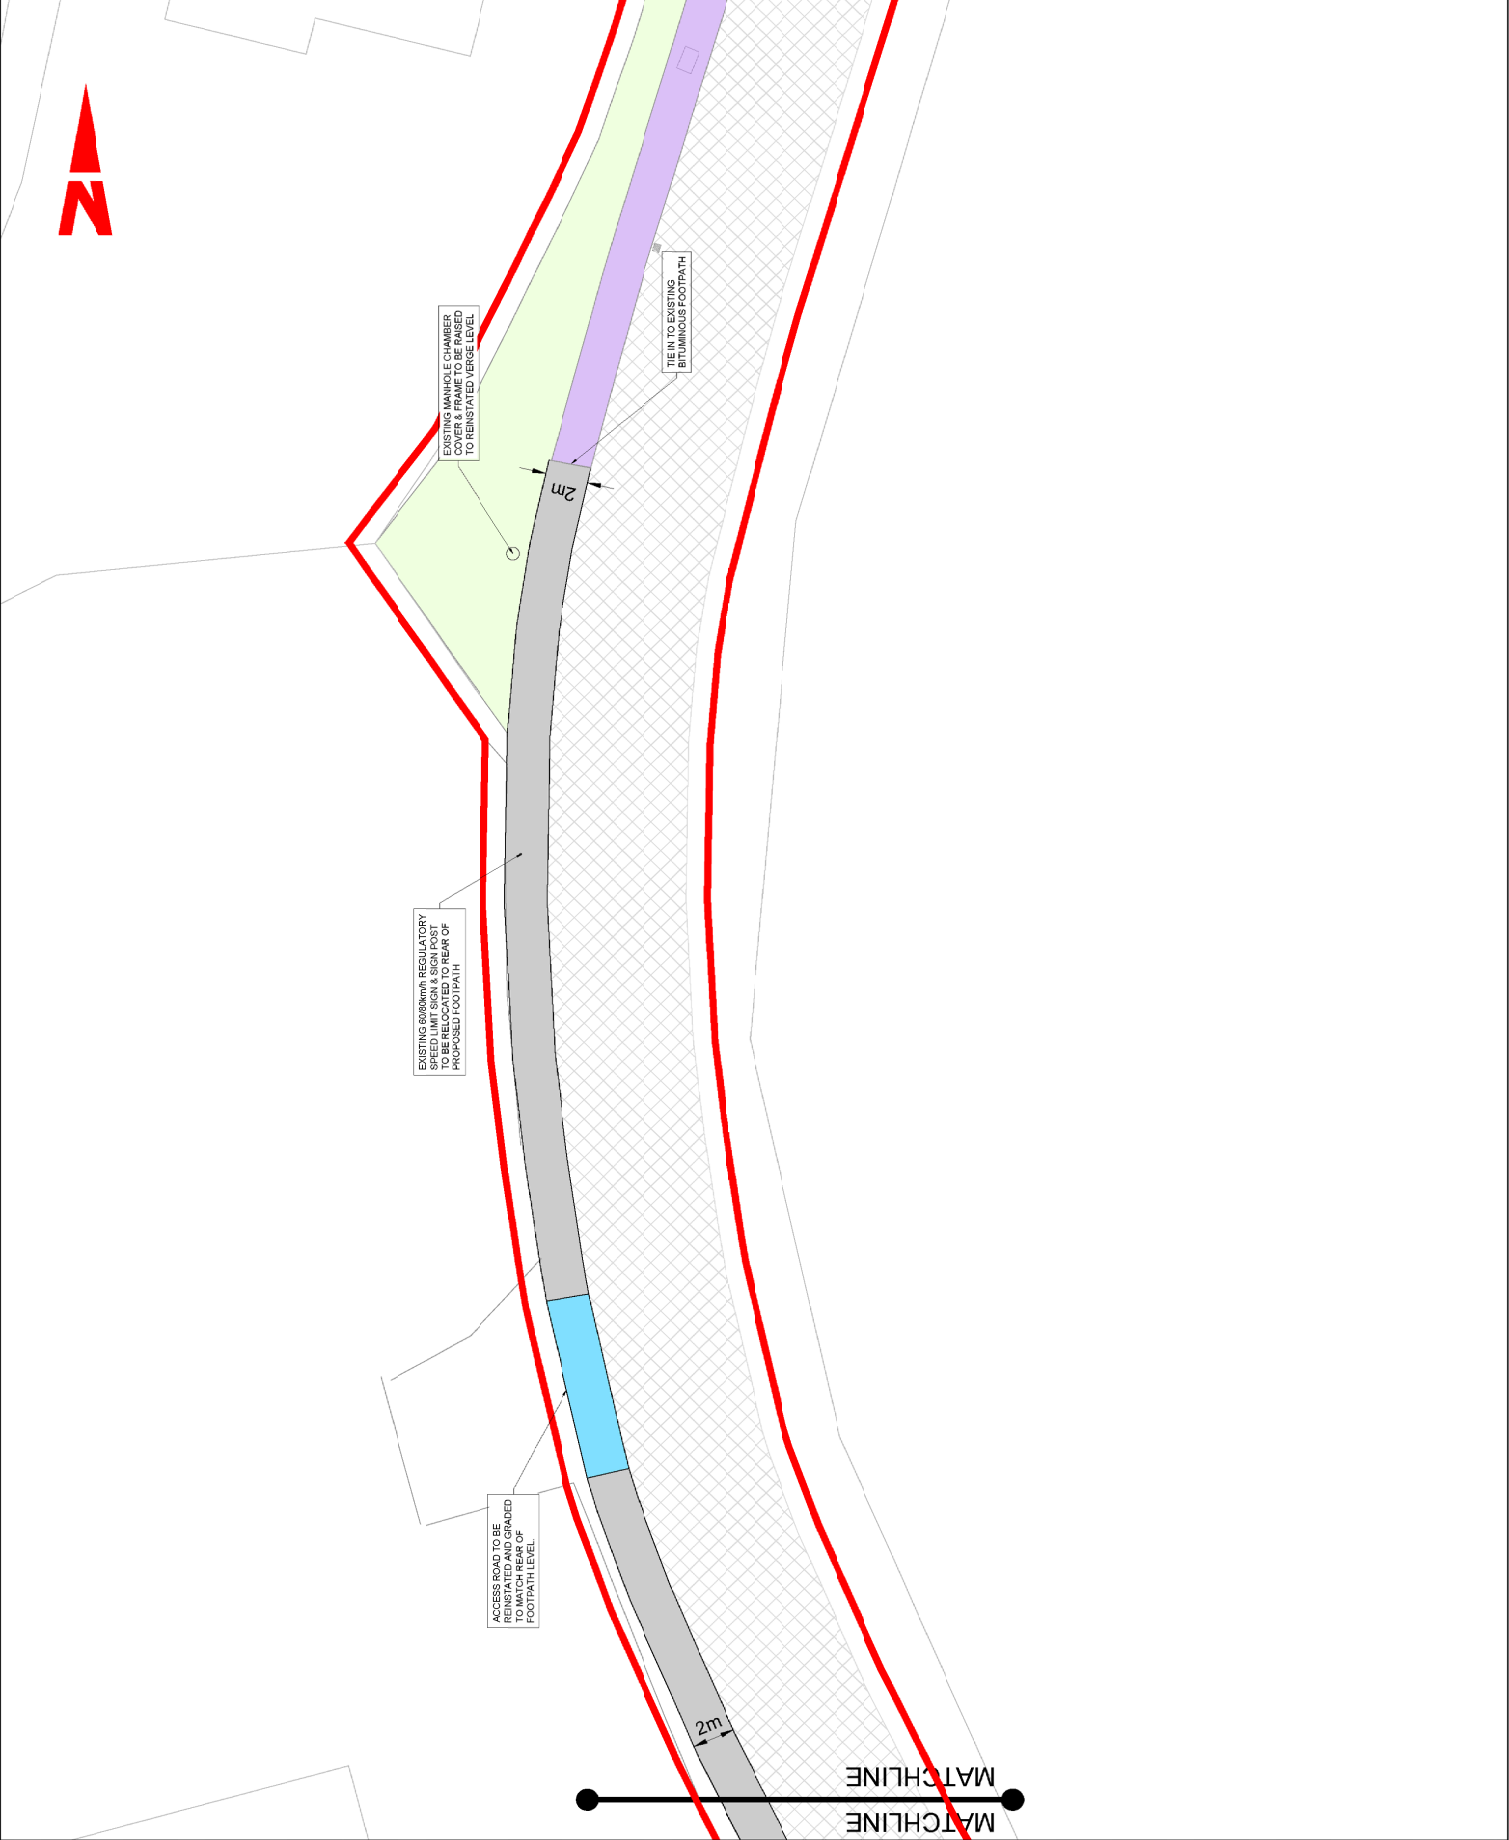 N
EXISTING MANHOLE CHAMBER
COVER & FRAME TO BE RAISED
TO REINSTATED VERGE LEVEL
TIE IN TO EXISTING
BITUMINOUS FOOTPATH
2m
EXISTING 60/80km/h REGULATORY
SPEED LIMIT SIGN & SIGN POST
TO BE RELOCATED TO REAR OF
PROPOSED FOOTPATH
ACCESS ROAD TO BE
REINSTATED AND GRADED
TO MATCH REAR OF
FOOTPATH LEVEL.
2m
MATCHLINE
MATCHLINE